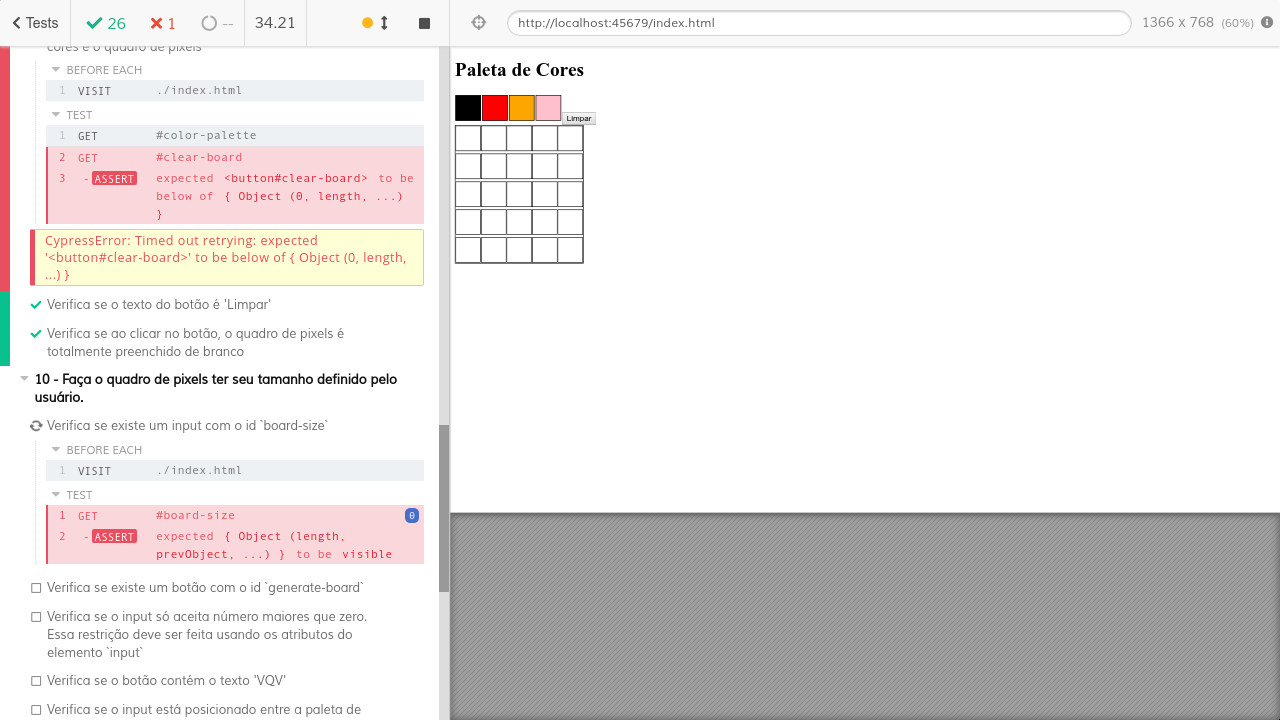 Tests 26 1 -- 34.21 http://localhost:45679/index.html 1366 x 768 (60%)
cores e o quadro de pixels
BEFORE EACH
1 VISIT ./index.html
TEST
1 GET #color-palette
2 GET #clear-board
3 -ASSERT expected <button#clear-board> to be
below of { Object (0, length, ...)
}
CypressError: Timed out retrying: expected
'<button#clear-board>' to be below of { Object (0, length,
...) }
Verifica se o texto do botão é 'Limpar'
Verifica se ao clicar no botão, o quadro de pixels é
totalmente preenchido de branco
10 - Faça o quadro de pixels ter seu tamanho definido pelo
usuário.
Verifica se existe um input com o id `board-size`
BEFORE EACH
1 VISIT ./index.html
TEST
1 GET #board-size 0
2 -ASSERT expected { Object (length,
prevObject, ...) } to be visible
Verifica se existe um botão com o id `generate-board`
Verifica se o input só aceita número maiores que zero.
Essa restrição deve ser feita usando os atributos do
elemento `input`
Verifica se o botão contém o texto 'VQV'
Verifica se o input está posicionado entre a paleta de
Paleta de Cores
Limpar